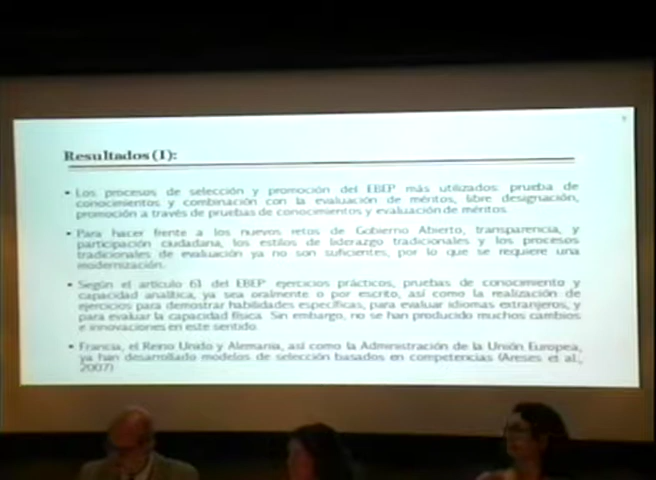 Resultados (I):
• Los procesos de selección y promoción del EBEP más utilizados: prueba de
conocimientos y combinación con la evaluación de méritos, libre designación,
promoción a través de pruebas de conocimientos y evaluación de méritos.
• Para hacer frente a los nuevos retos de Gobierno Abierto, transparencia, y
participación ciudadana, los estilos de liderazgo tradicionales y los procesos
tradicionales de evaluación ya no son suficientes, por lo que se requiere una
modernización.
• Según el artículo 61 del EBEP ejercicios prácticos, pruebas de conocimiento y
capacidad analítica, ya sea oralmente o por escrito, así como la realización de
ejercicios para demostrar habilidades específicas, para evaluar idiomas extranjeros, y
para evaluar la capacidad física. Sin embargo, no se han producido muchos cambios
e innovaciones en este sentido.
• Francia, el Reino Unido y Alemania, así como la Administración de la Unión Europea,
ya han desarrollado modelos de selección basados en competencias (Areses et al.,
2007)